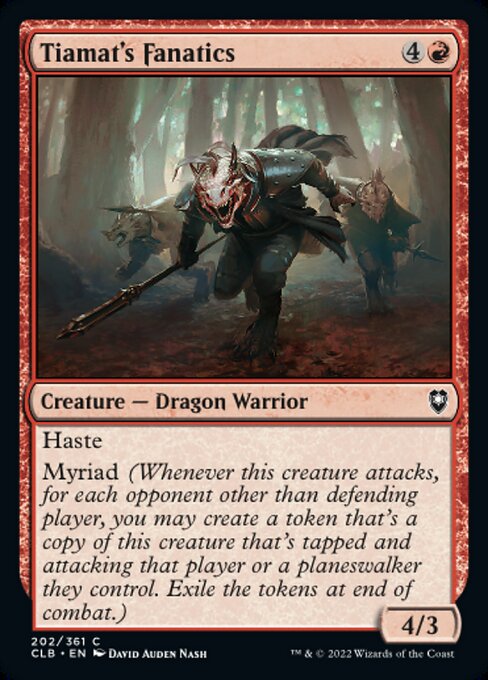 Tiamat's Fanatics 4
Creature — Dragon Warrior
Haste
Myriad (Whenever this creature attacks,
for each opponent other than defending
player, you may create a token that's a
copy of this creature that's tapped and
attacking that player or a planeswalker
they control. Exile the tokens at end of
combat.)
4/3
202/361 C
CLB • EN DAVID AUDEN NASH ™ & © 2022 Wizards of the Coast